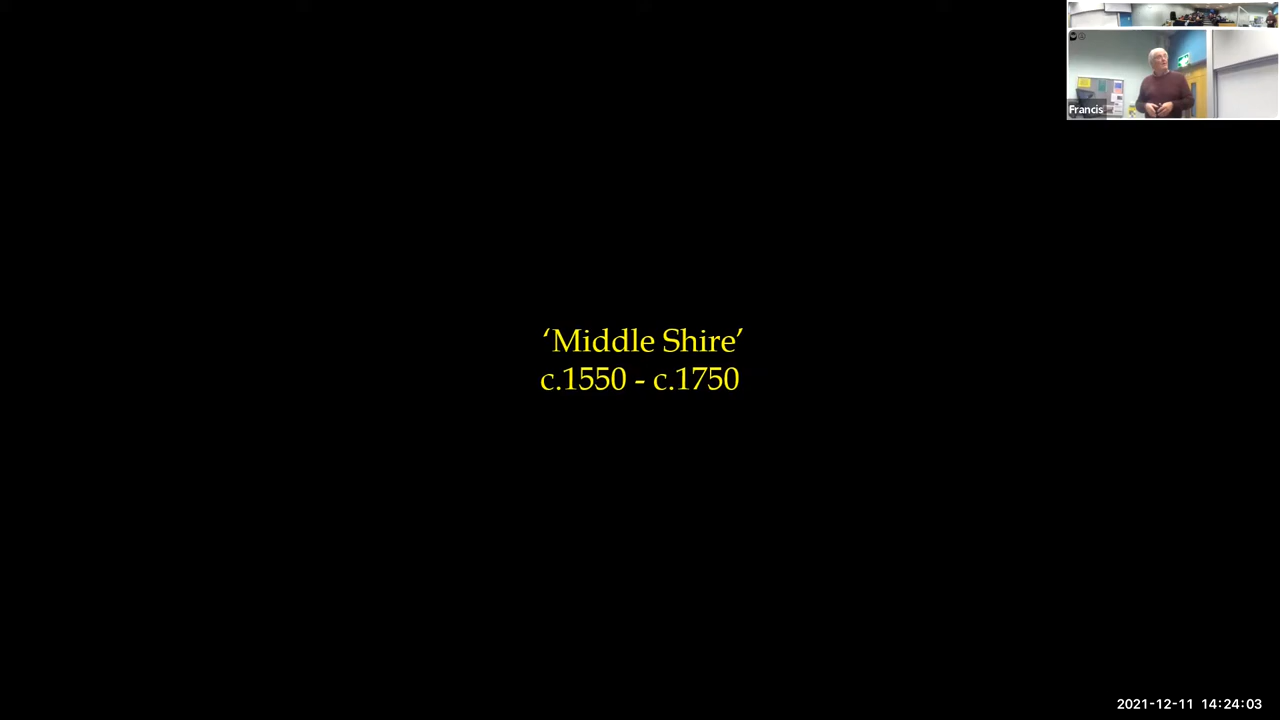 Francis
‘Middle Shire’
c.1550 - c.1750
2021-12-11 14:24:03